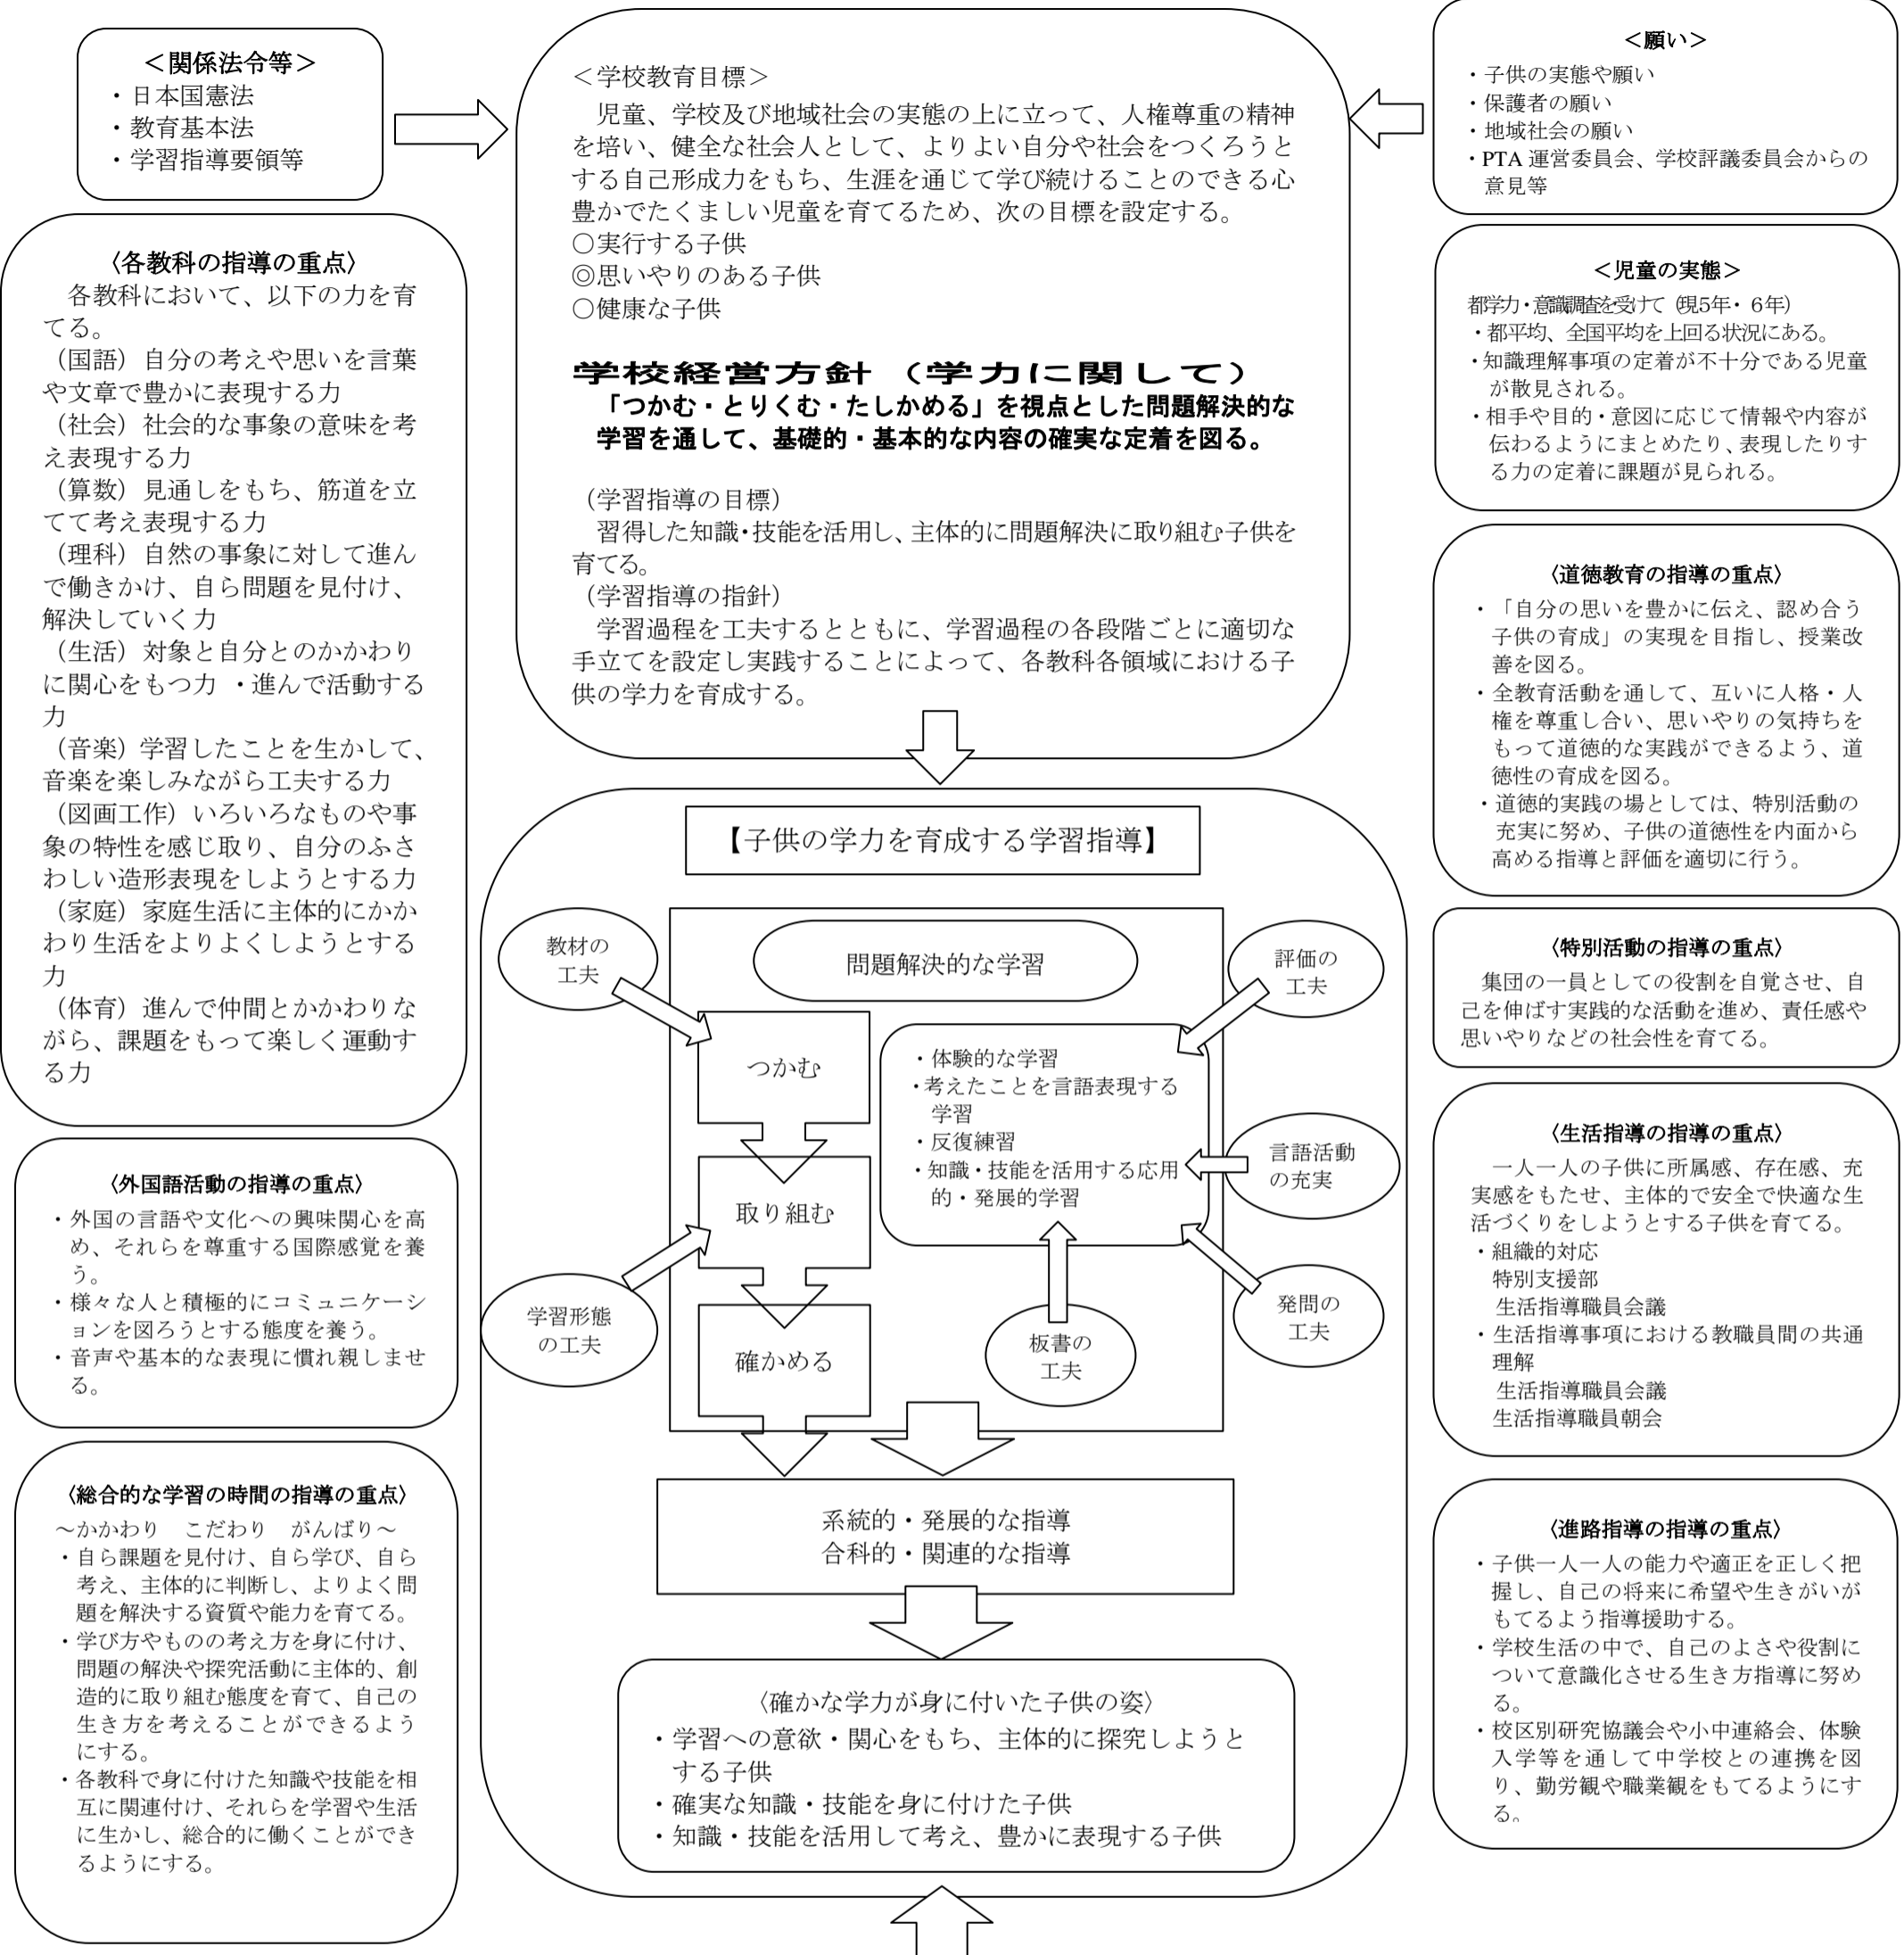 ＜関係法令等＞
・日本国憲法
・教育基本法
・学習指導要領等
＜学校教育目標＞
　児童、学校及び地域社会の実態の上に立って、人権尊重の精神
を培い、健全な社会人として、よりよい自分や社会をつくろうと
する自己形成力をもち、生涯を通じて学び続けることのできる心
豊かでたくましい児童を育てるため、次の目標を設定する。
○実行する子供
◎思いやりのある子供
○健康な子供
学校経営方針（学力に関して）
「つかむ・とりくむ・たしかめる」を視点とした問題解決的な
学習を通して、基礎的・基本的な内容の確実な定着を図る。
（学習指導の目標）
　習得した知識・技能を活用し、主体的に問題解決に取り組む子供を
育てる。
（学習指導の指針）
　学習過程を工夫するとともに、学習過程の各段階ごとに適切な
手立てを設定し実践することによって、各教科各領域における子
供の学力を育成する。
＜願い＞
・子供の実態や願い
・保護者の願い
・地域社会の願い
・PTA 運営委員会、学校評議委員会からの
意見等
〈各教科の指導の重点〉
　各教科において、以下の力を育
てる。
（国語）自分の考えや思いを言葉
や文章で豊かに表現する力
（社会）社会的な事象の意味を考
え表現する力
（算数）見通しをもち、筋道を立
てて考え表現する力
（理科）自然の事象に対して進ん
で働きかけ、自ら問題を見付け、
解決していく力
（生活）対象と自分とのかかわり
に関心をもつ力 ・進んで活動する
力
（音楽）学習したことを生かして、
音楽を楽しみながら工夫する力
（図画工作）いろいろなものや事
象の特性を感じ取り、自分のふさ
わしい造形表現をしようとする力
（家庭）家庭生活に主体的にかか
わり生活をよりよくしようとする
力
（体育）進んで仲間とかかわりな
がら、課題をもって楽しく運動す
る力
〈外国語活動の指導の重点〉
・外国の言語や文化への興味関心を高
め、それらを尊重する国際感覚を養
う。
・様々な人と積極的にコミュニケーシ
ョンを図ろうとする態度を養う。
・音声や基本的な表現に慣れ親しませ
る。
〈総合的な学習の時間の指導の重点〉
～かかわり　こだわり　がんばり～
・自ら課題を見付け、自ら学び、自ら
考え、主体的に判断し、よりよく問
題を解決する資質や能力を育てる。
・学び方やものの考え方を身に付け、
問題の解決や探究活動に主体的、創
造的に取り組む態度を育て、自己の
生き方を考えることができるよう
にする。
・各教科で身に付けた知識や技能を相
互に関連付け、それらを学習や生活
に生かし、総合的に働くことができ
るようにする。
【子供の学力を育成する学習指導】
教材の
工夫
問題解決的な学習
評価の
工夫
つかむ
・体験的な学習
・考えたことを言語表現する
学習
・反復練習
・知識・技能を活用する応用
的・発展的学習
言語活動
の充実
取り組む
学習形態
の工夫
確かめる
板書の
工夫
発問の
工夫
系統的・発展的な指導
合科的・関連的な指導
〈確かな学力が身に付いた子供の姿〉
・学習への意欲・関心をもち、主体的に探究しようと
する子供
・確実な知識・技能を身に付けた子供
・知識・技能を活用して考え、豊かに表現する子供
＜児童の実態＞
都学力・意識調査を受けて（現5年・６年）
・都平均、全国平均を上回る状況にある。
・知識理解事項の定着が不十分である児童
が散見される。
・相手や目的・意図に応じて情報や内容が
伝わるようにまとめたり、表現したりす
る力の定着に課題が見られる。
〈道徳教育の指導の重点〉
・「自分の思いを豊かに伝え、認め合う
子供の育成」の実現を目指し、授業改
善を図る。
・全教育活動を通して、互いに人格・人
権を尊重し合い、思いやりの気持ちを
もって道徳的な実践ができるよう、道
徳性の育成を図る。
・道徳的実践の場としては、特別活動の
充実に努め、子供の道徳性を内面から
高める指導と評価を適切に行う。
〈特別活動の指導の重点〉
　集団の一員としての役割を自覚させ、自
己を伸ばす実践的な活動を進め、責任感や
思いやりなどの社会性を育てる。
〈生活指導の指導の重点〉
　一人一人の子供に所属感、存在感、充
実感をもたせ、主体的で安全で快適な生
活づくりをしようとする子供を育てる。
・組織的対応
特別支援部
生活指導職員会議
・生活指導事項における教職員間の共通
理解
生活指導職員会議
生活指導職員朝会
〈進路指導の指導の重点〉
・子供一人一人の能力や適正を正しく把
握し、自己の将来に希望や生きがいが
もてるよう指導援助する。
・学校生活の中で、自己のよさや役割に
ついて意識化させる生き方指導に努め
る。
・校区別研究協議会や小中連絡会、体験
入学等を通して中学校との連携を図
り、勤労観や職業観をもてるようにす
る。